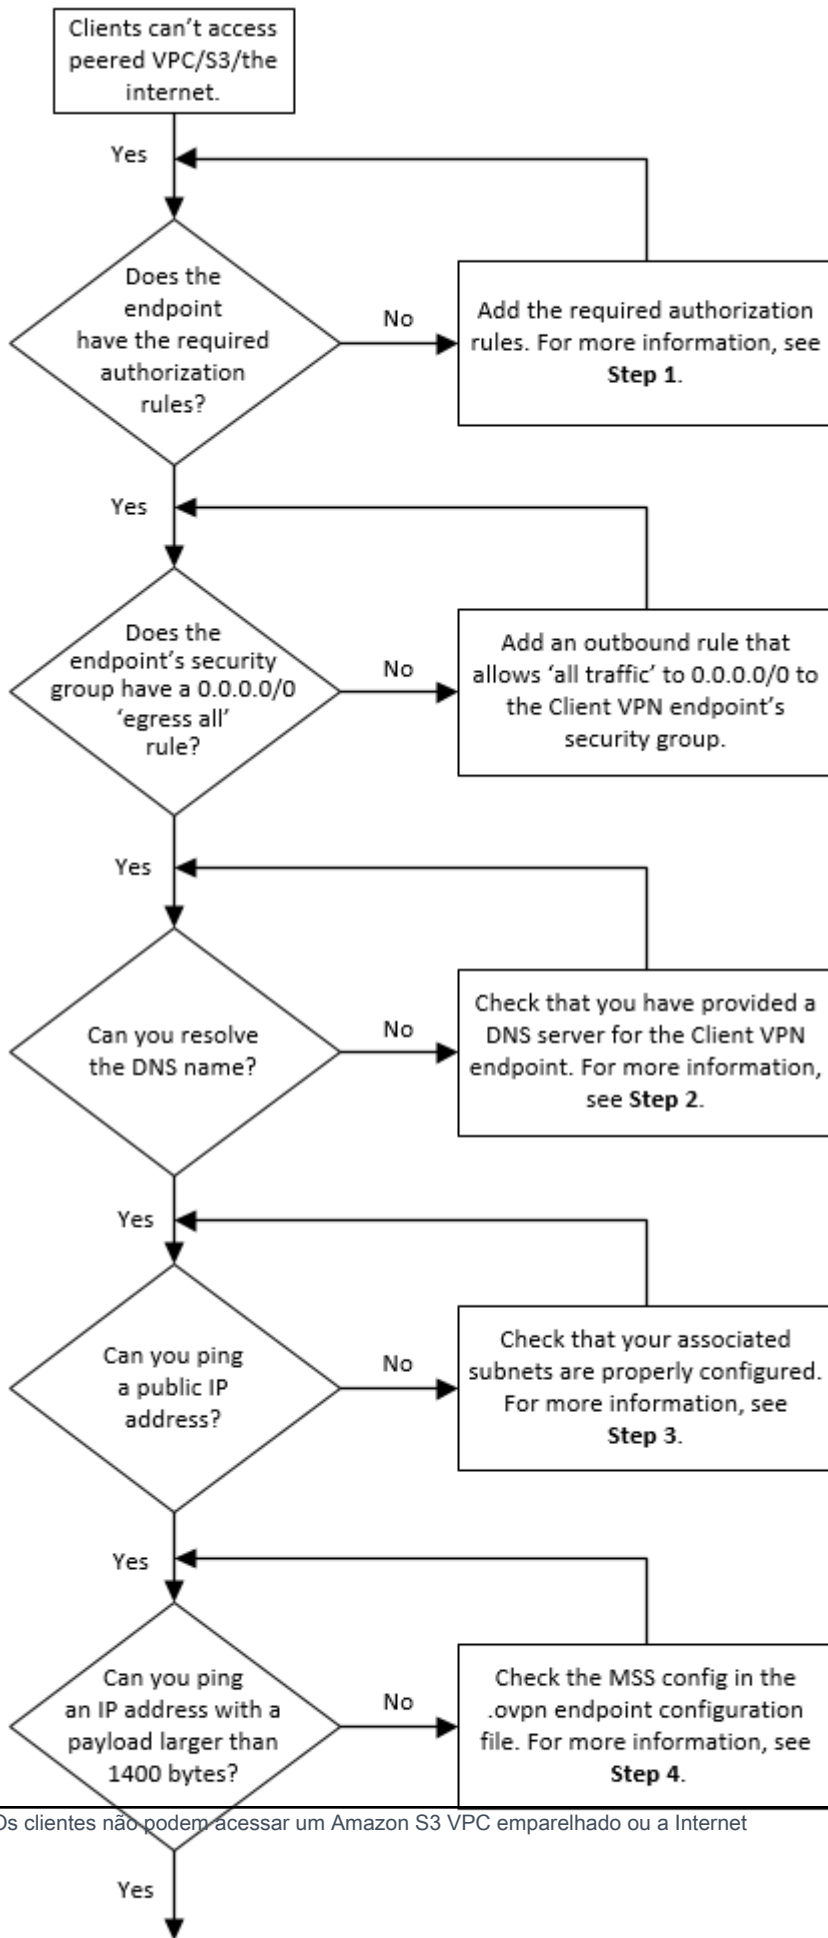 Clients can't access
peered VPC/S3/the
internet.
Yes
Does the
endpoint
have the required
authorization
rules?
No
Add the required authorization
rules. For more information, see
Step 1.
Yes
Does the
endpoint's security
group have a 0.0.0.0/0
'egress all'
rule?
No
Add an outbound rule that
allows 'all traffic' to 0.0.0.0/0 to
the Client VPN endpoint's
security group.
Yes
Can you resolve
the DNS name?
No
Check that you have provided a
DNS server for the Client VPN
endpoint. For more information,
see Step 2.
Yes
Can you ping
a public IP
address?
No
Check that your associated
subnets are properly configured.
For more information, see
Step 3.
Yes
Can you ping
an IP address with a
payload larger than
1400 bytes?
No
Check the MSS config in the
.ovpn endpoint configuration
file. For more information, see
Step 4.
Os clientes não podem acessar um Amazon S3 VPC emparelhado ou a Internet
Yes